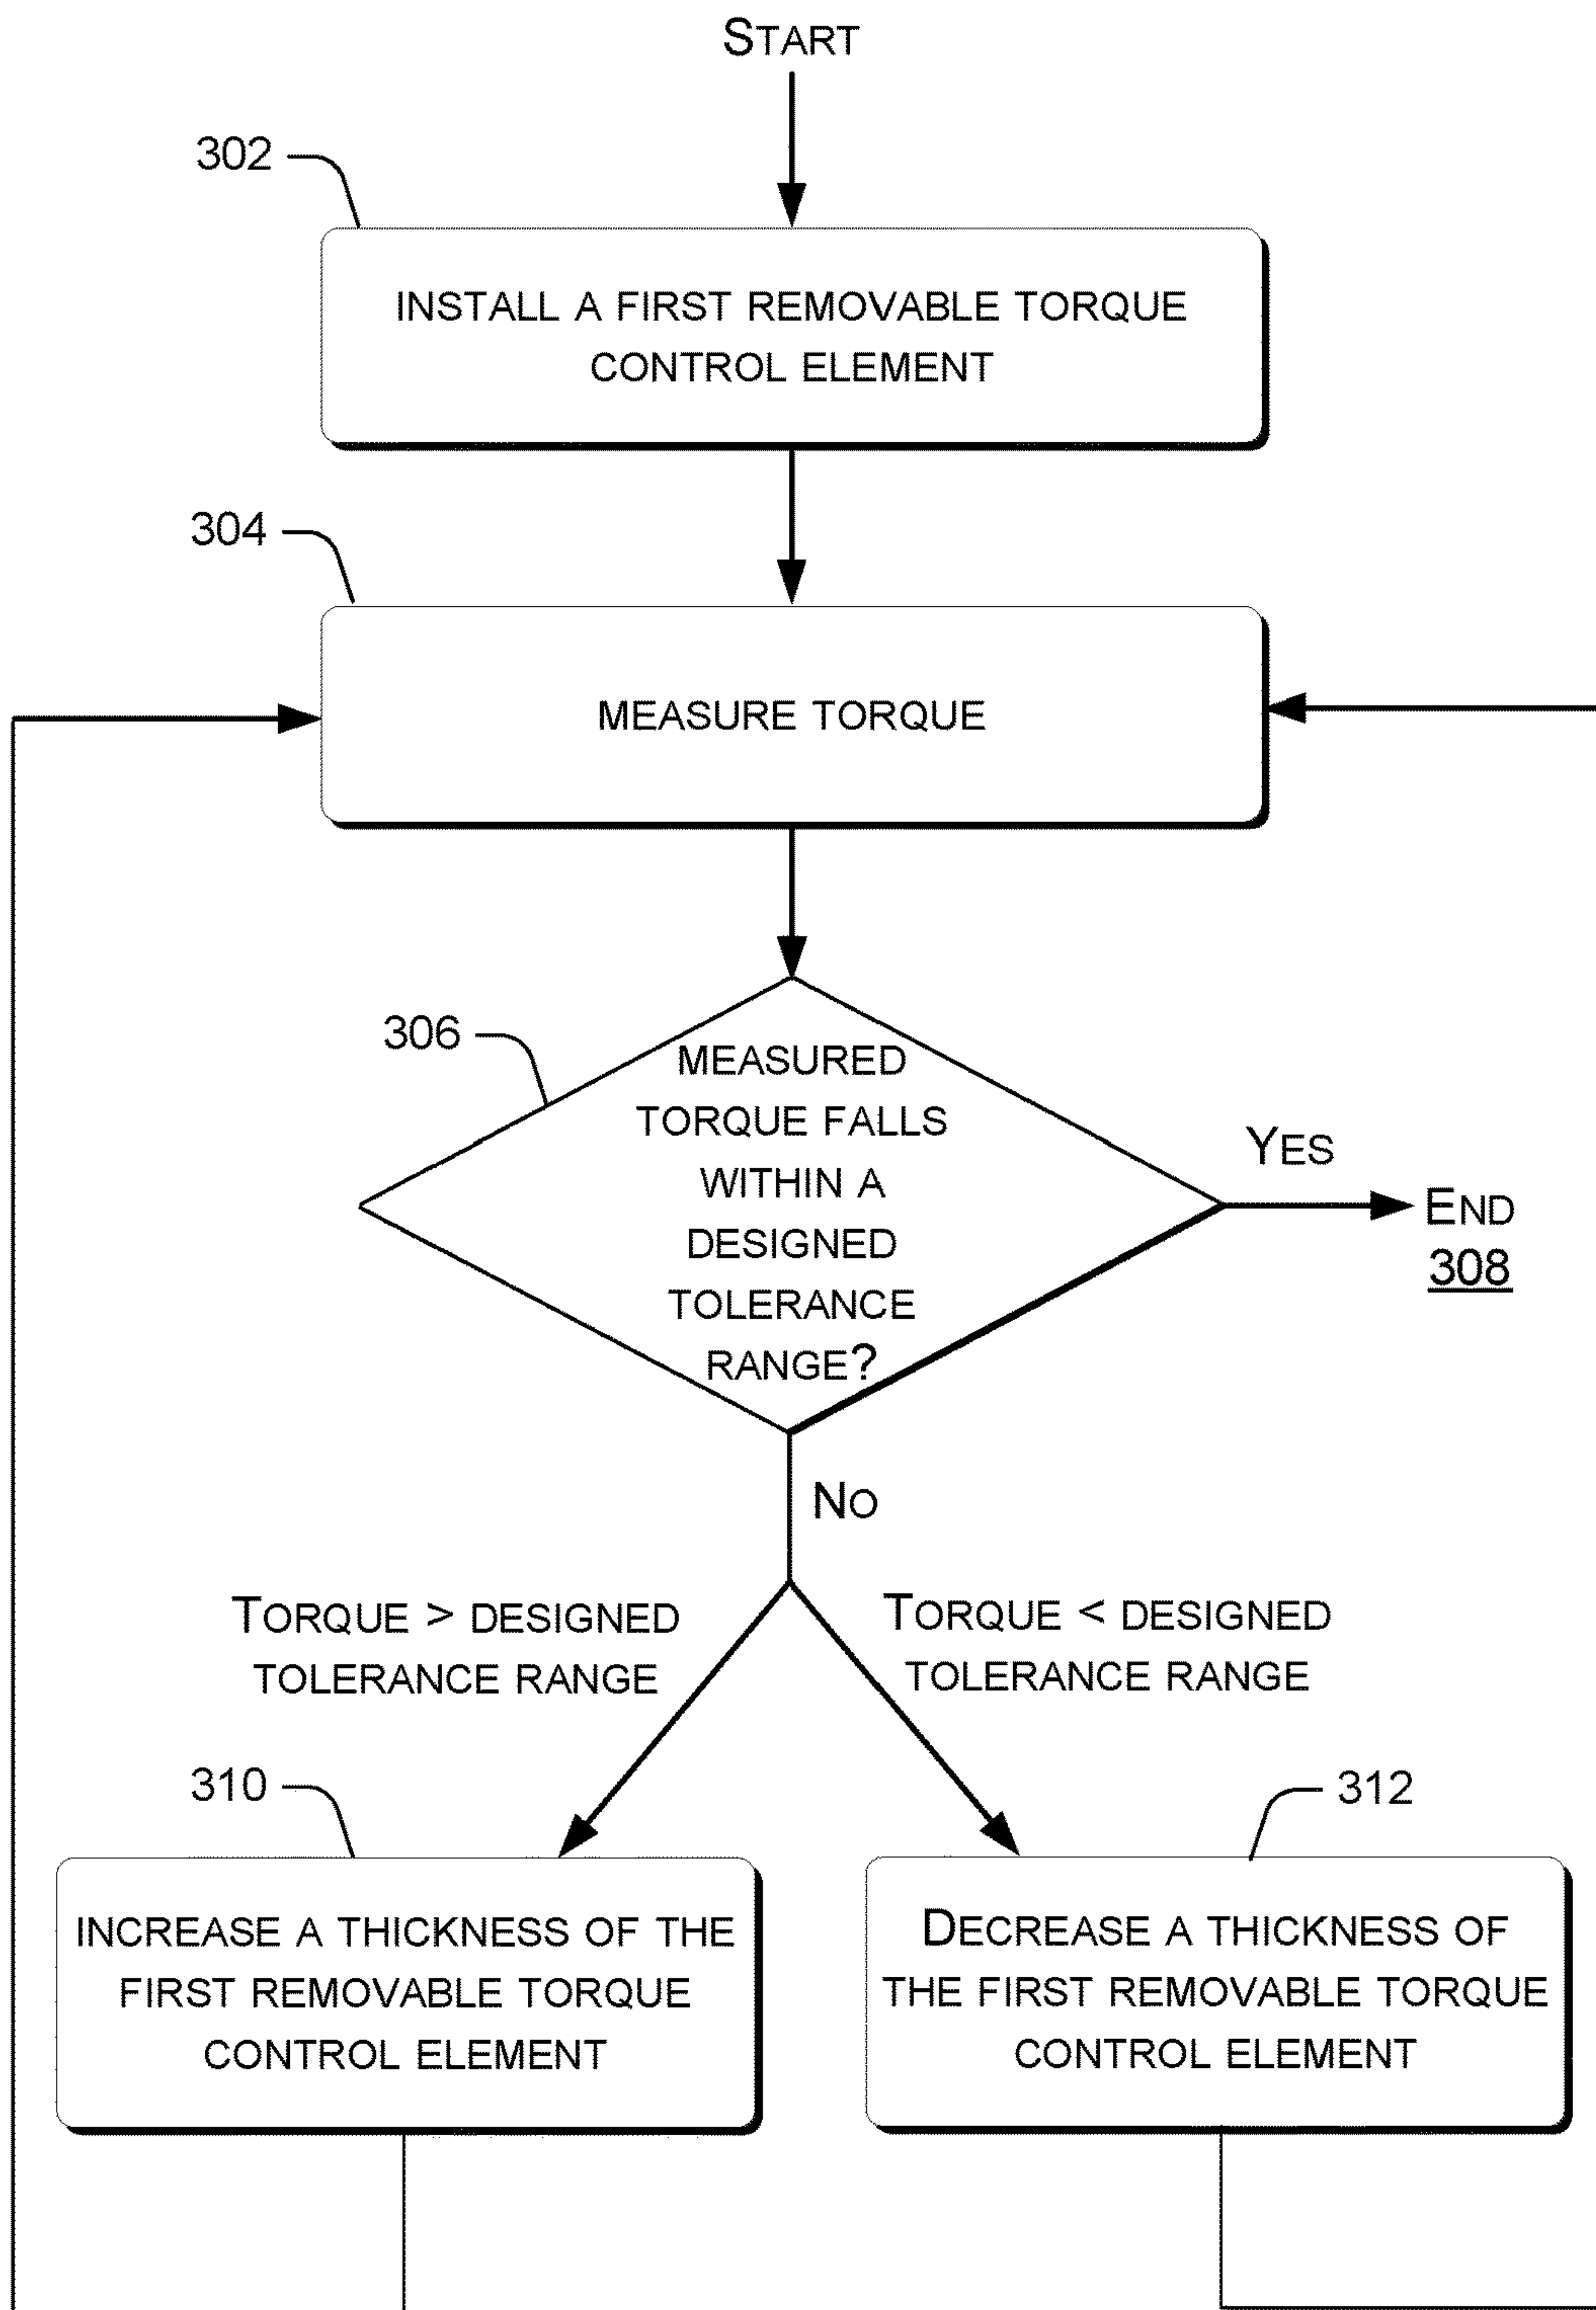 START
302
INSTALL A FIRST REMOVABLE TORQUE
CONTROL ELEMENT
304
MEASURE TORQUE
306
MEASURED
TORQUE FALLS
WITHIN A
DESIGNED
TOLERANCE
RANGE?
YES
END
308
NO
TORQUE > DESIGNED
TOLERANCE RANGE
TORQUE < DESIGNED
TOLERANCE RANGE
310
INCREASE A THICKNESS OF THE
FIRST REMOVABLE TORQUE
CONTROL ELEMENT
312
DECREASE A THICKNESS OF
THE FIRST REMOVABLE TORQUE
CONTROL ELEMENT